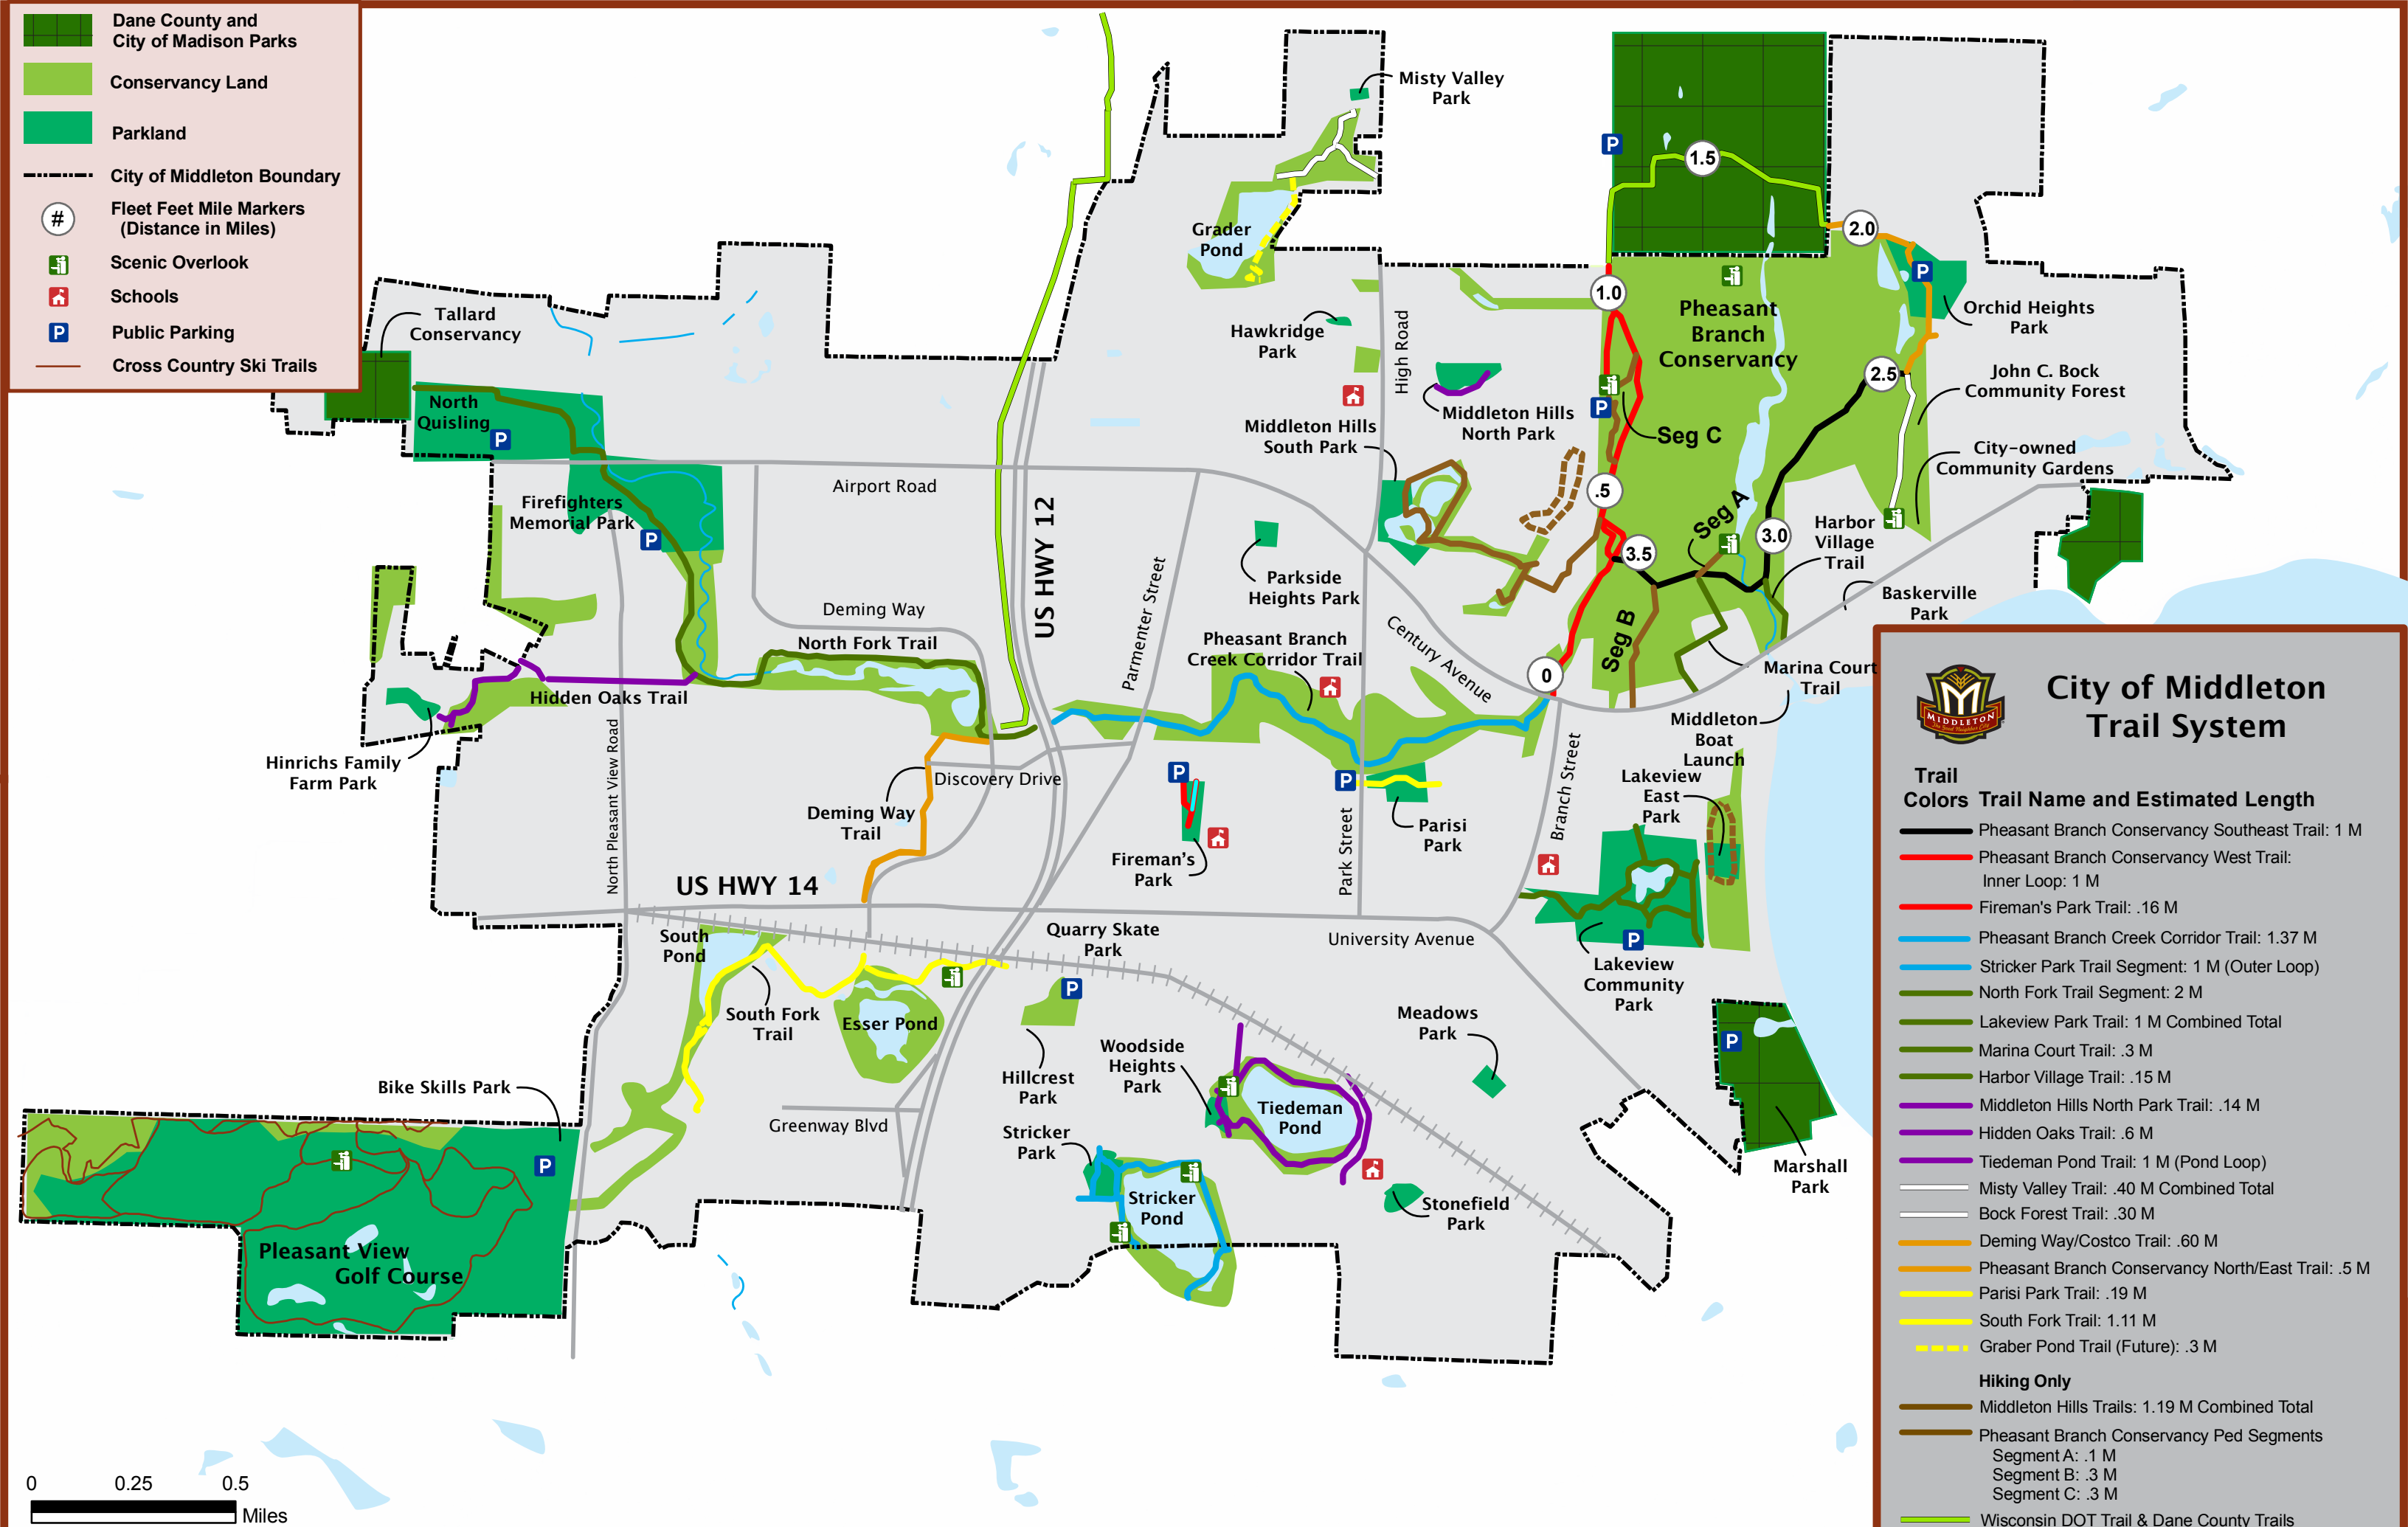 Dane County and
City of Madison Parks
Conservancy Land
Parkland
City of Middleton Boundary
#
Fleet Feet Mile Markers
(Distance in Miles)
Scenic Overlook
Schools
P
Public Parking
Cross Country Ski Trails
Misty Valley
Park
P
1.5
2.0
Grader
Pond
P
1.0
Pheasant
Branch
Conservancy
Orchid Heights
Park
Tallard
Conservancy
Hawkridge
Park
High Road
2.5
John C. Bock
Community Forest
North
Quisling
P
Middleton Hills
North Park
P
Middleton Hills
South Park
Seg C
City-owned
Community Gardens
Airport Road
.5
Firefighters
Memorial Park
P
US HWY 12
Seg A
3.0
Harbor
Village
Trail
3.5
Parmenter Street
Parkside
Heights Park
Baskerville
Park
Deming Way
North Fork Trail
Pheasant Branch
Creek Corridor Trail
Century Avenue
Seg B
0
Marina Court
Trail
Hidden Oaks Trail
North Pleasant View Road
Middleton
Boat
Launch
Hinrichs Family
Farm Park
Discovery Drive
P
P
Branch Street
Lakeview
East
Park
Deming Way
Trail
Parisi
Park
Fireman's
Park
Park Street
US HWY 14
South
Pond
Quarry Skate
Park
University Avenue
P
Lakeview
Community
Park
P
South Fork
Trail
Esser Pond
Meadows
Park
P
Woodside
Heights
Park
Hillcrest
Park
Bike Skills Park
Tiedeman
Pond
Greenway Blvd
Stricker
Park
P
Marshall
Park
Stricker
Pond
Stonefield
Park
Pleasant View
Golf Course
0 0.25 0.5
Miles
MIDDLETON
City of Middleton
Trail System
Trail
Colors Trail Name and Estimated Length
Pheasant Branch Conservancy Southeast Trail: 1 M
Pheasant Branch Conservancy West Trail:
Inner Loop: 1 M
Fireman's Park Trail: .16 M
Pheasant Branch Creek Corridor Trail: 1.37 M
Stricker Park Trail Segment: 1 M (Outer Loop)
North Fork Trail Segment: 2 M
Lakeview Park Trail: 1 M Combined Total
Marina Court Trail: .3 M
Harbor Village Trail: .15 M
Middleton Hills North Park Trail: .14 M
Hidden Oaks Trail: .6 M
Tiedeman Pond Trail: 1 M (Pond Loop)
Misty Valley Trail: .40 M Combined Total
Bock Forest Trail: .30 M
Deming Way/Costco Trail: .60 M
Pheasant Branch Conservancy North/East Trail: .5 M
Parisi Park Trail: .19 M
South Fork Trail: 1.11 M
Graber Pond Trail (Future): .3 M
Hiking Only
Middleton Hills Trails: 1.19 M Combined Total
Pheasant Branch Conservancy Ped Segments
Segment A: .1 M
Segment B: .3 M
Segment C: .3 M
Wisconsin DOT Trail & Dane County Trails